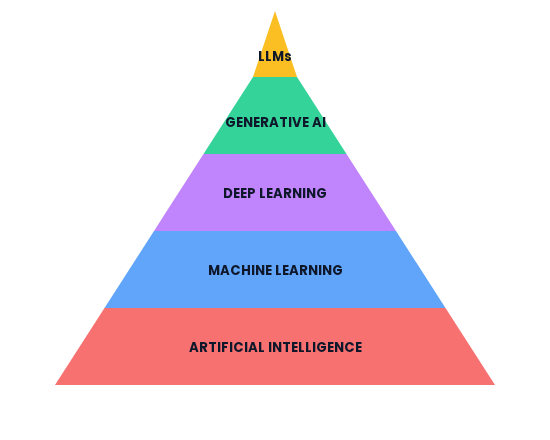 LLMs
GENERATIVE AI
DEEP LEARNING
MACHINE LEARNING
ARTIFICIAL INTELLIGENCE